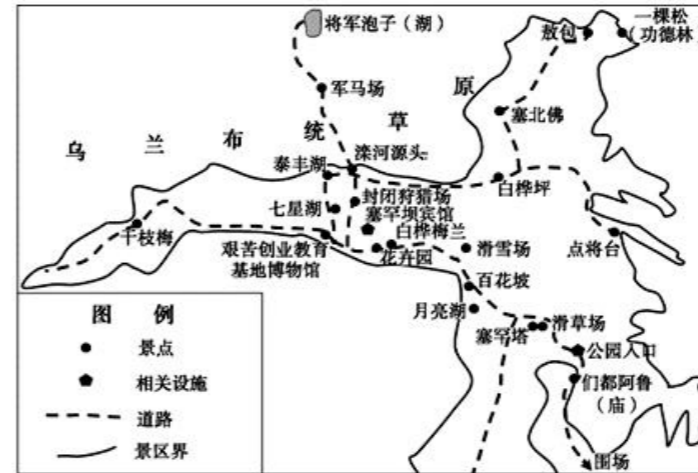 将军泡子（湖）
一棵松
（功德林）
敖包
军马场
塞北佛
乌兰布统草原
滦河源头
泰丰湖
白桦坪
封闭狩猎场
七星湖
塞罕坝宾馆
干枝梅
白桦梅兰
滑雪场
点将台
艰苦创业教育
基地博物馆
花卉园
百花坡
月亮湖
塞罕塔
滑草场
公园入口
们都阿鲁
（庙）
围场
图 例
景点
相关设施
道路
景区界